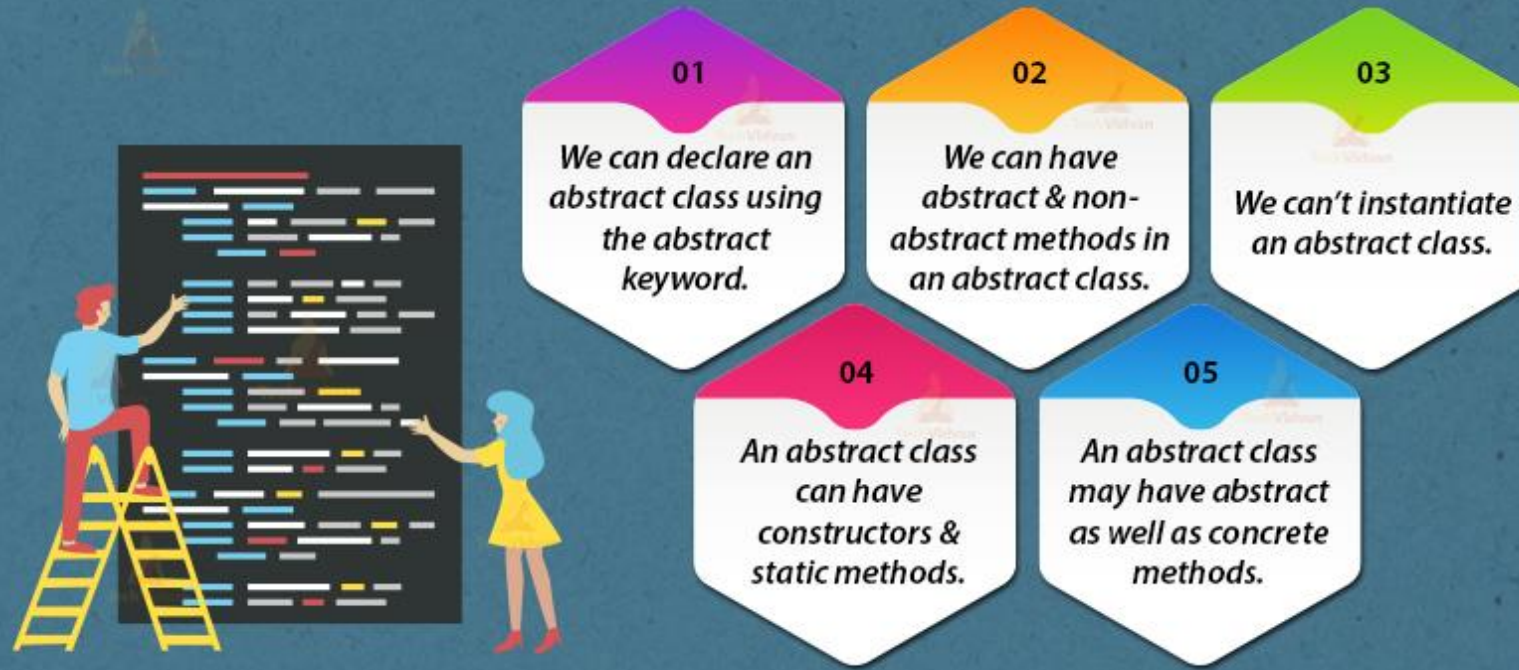 01
We can declare an
abstract class using
the abstract
keyword.
02
We can have
abstract & non-
abstract methods in
an abstract class.
03
We can't instantiate
an abstract class.
04
An abstract class
can have
constructors &
static methods.
05
An abstract class
may have abstract
as well as concrete
methods.